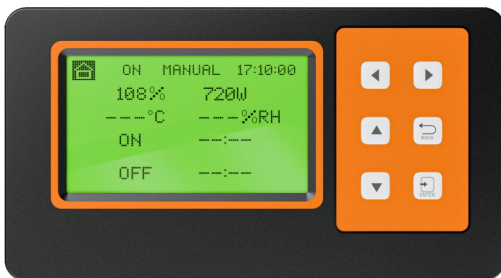 ON MANUAL 17:10:00
108% 720W
---°C ---%RH
ON --:--
OFF --:--
BACK
ENTER